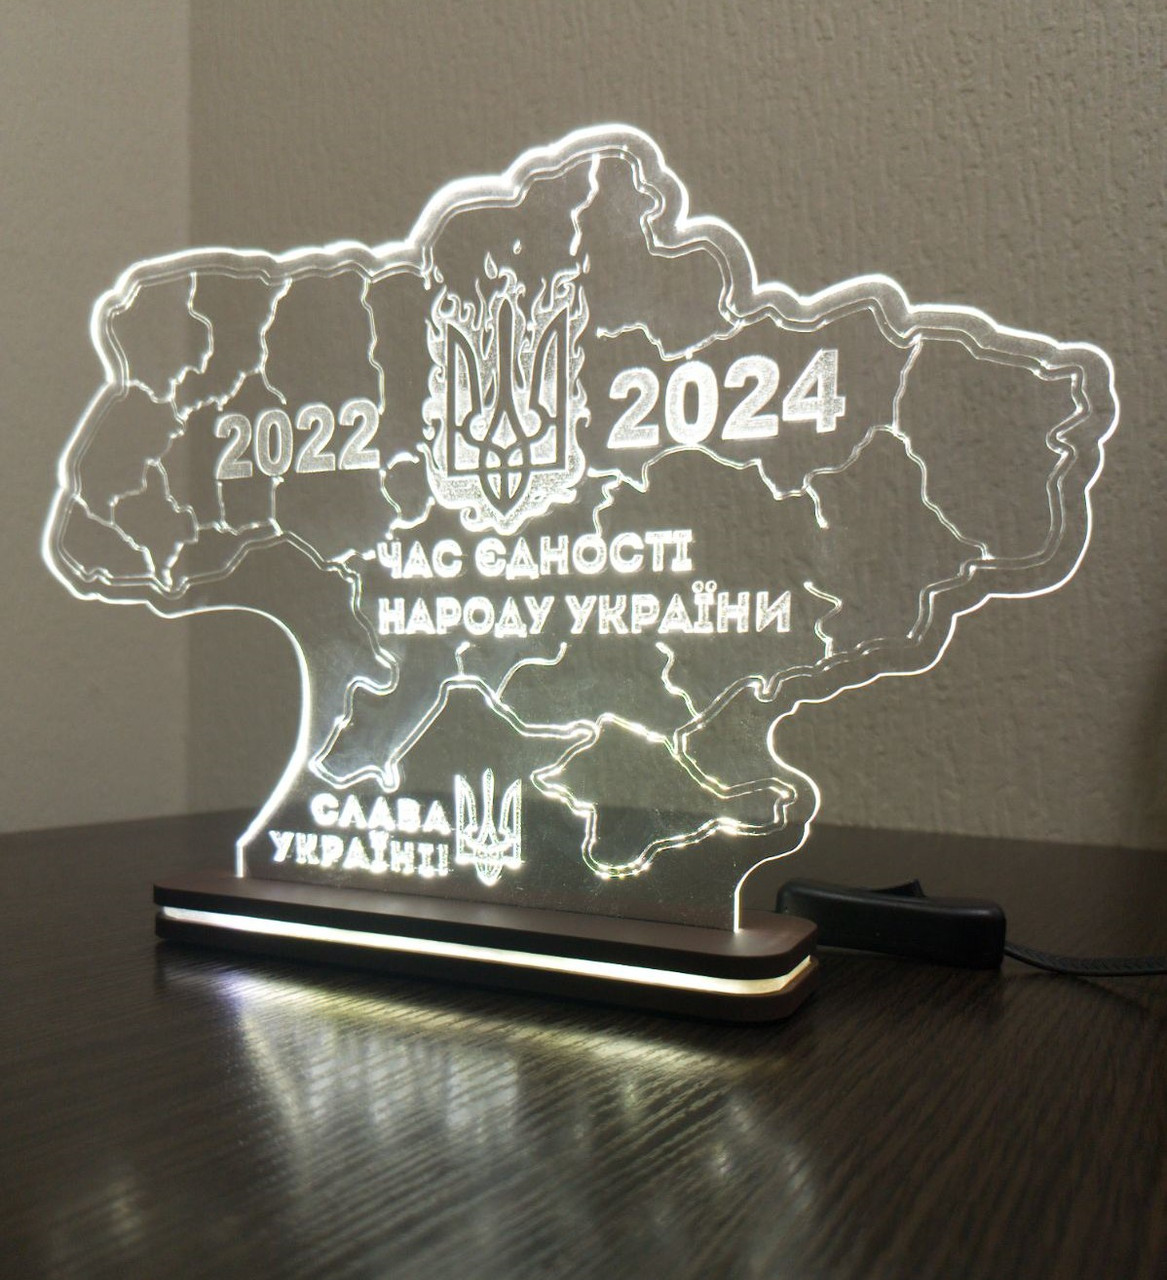 2022 2024
ЧАС ЄДНОСТІ
НАРОДУ УКРАЇНИ
СЛАВА
УКРАЇНІ!